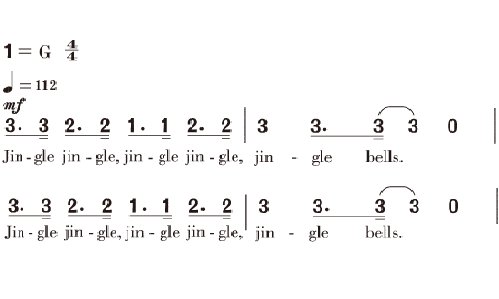 1= G 4/4
♩= 112
mf
3. 3 2. 2 1. 1 2. 2 | 3 3. 3 3 0 |
Jin - gle jin - gle, jin - gle jin - gle, jin - gle bells.
3. 3 2. 2 1. 1 2. 2 | 3 3. 3 3 0 |
Jin - gle jin - gle, jin - gle jin - gle, jin - gle bells.